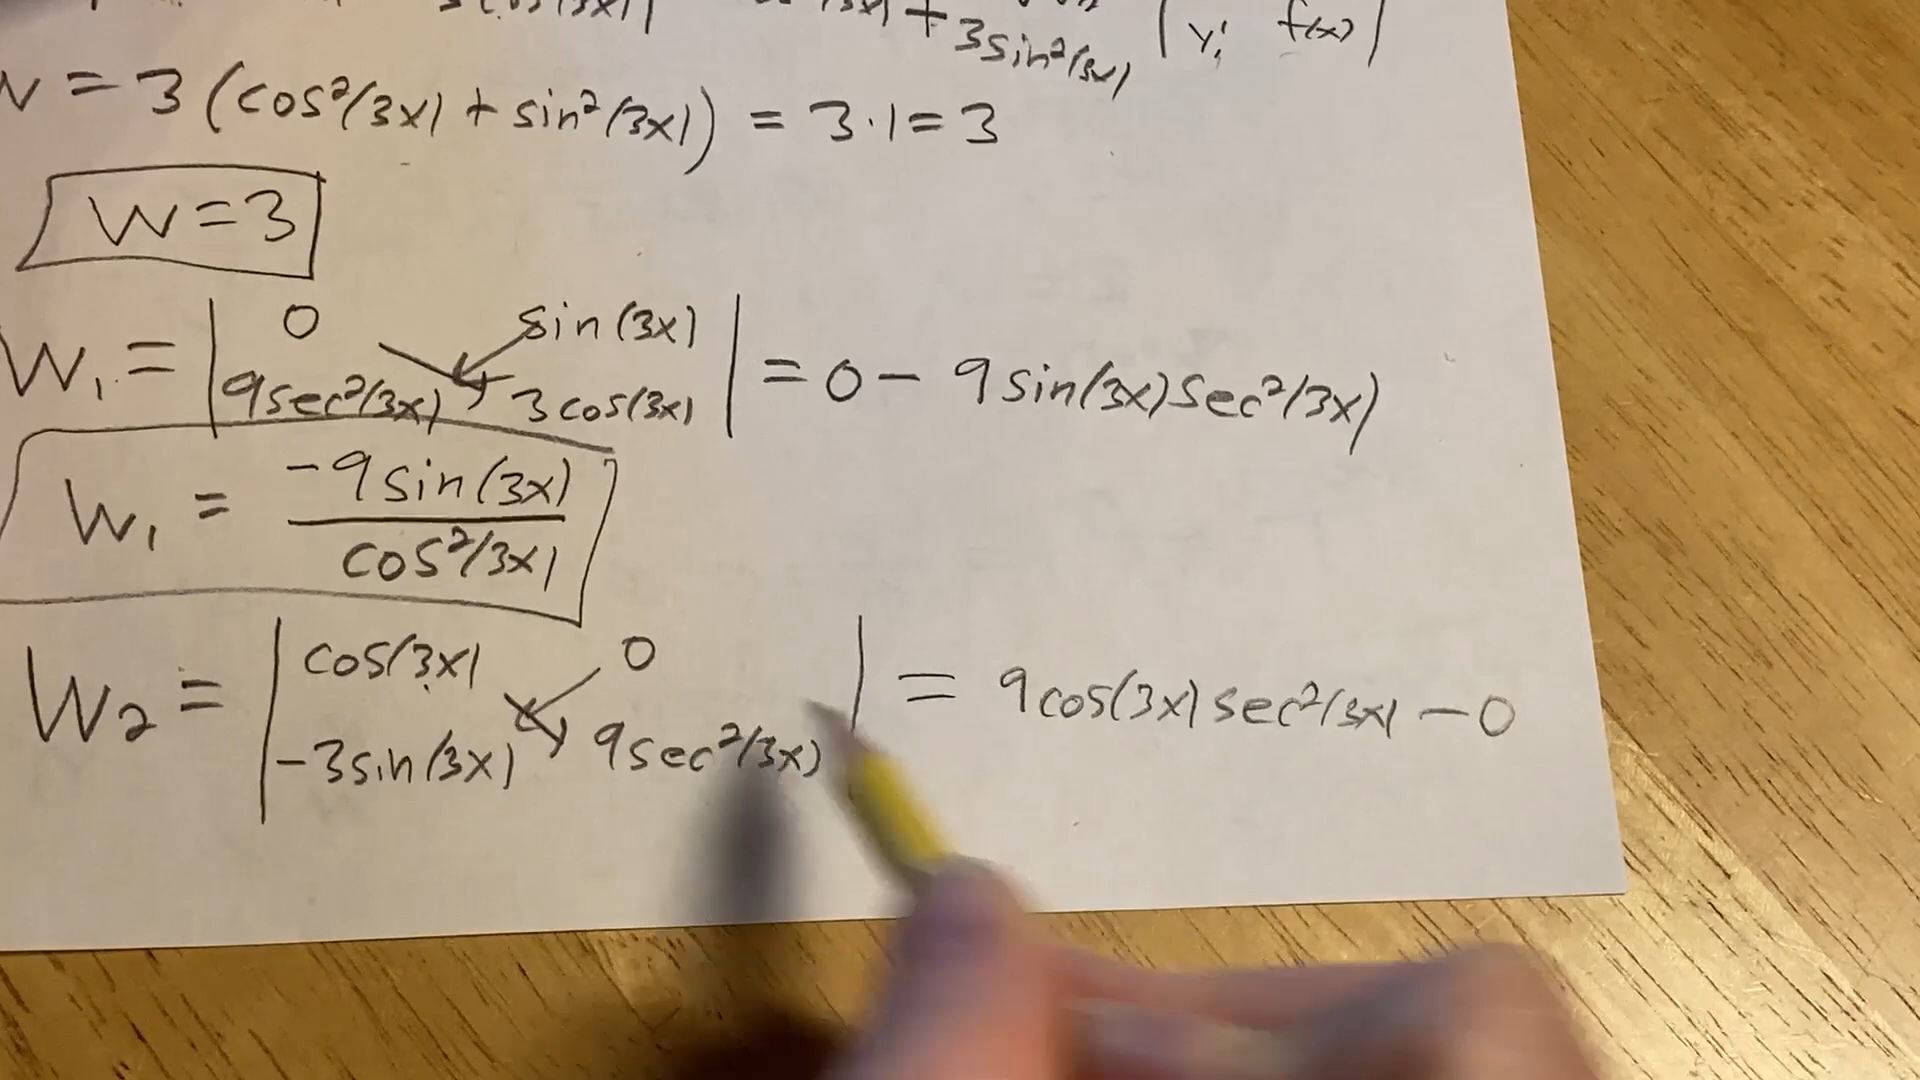 + 3sin²(3x) | y₁' f(x) |
W = 3 (cos²(3x) + sin²(3x)) = 3·1 = 3
W = 3
W₁ = | 0 sin(3x) | = 0 - 9sin(3x)sec²(3x)
9sec²(3x) 3cos(3x)
W₁ = -9sin(3x)
cos²(3x)
W₂ = | cos(3x) 0 | = 9cos(3x)sec²(3x) - 0
-3sin(3x) 9sec²(3x)